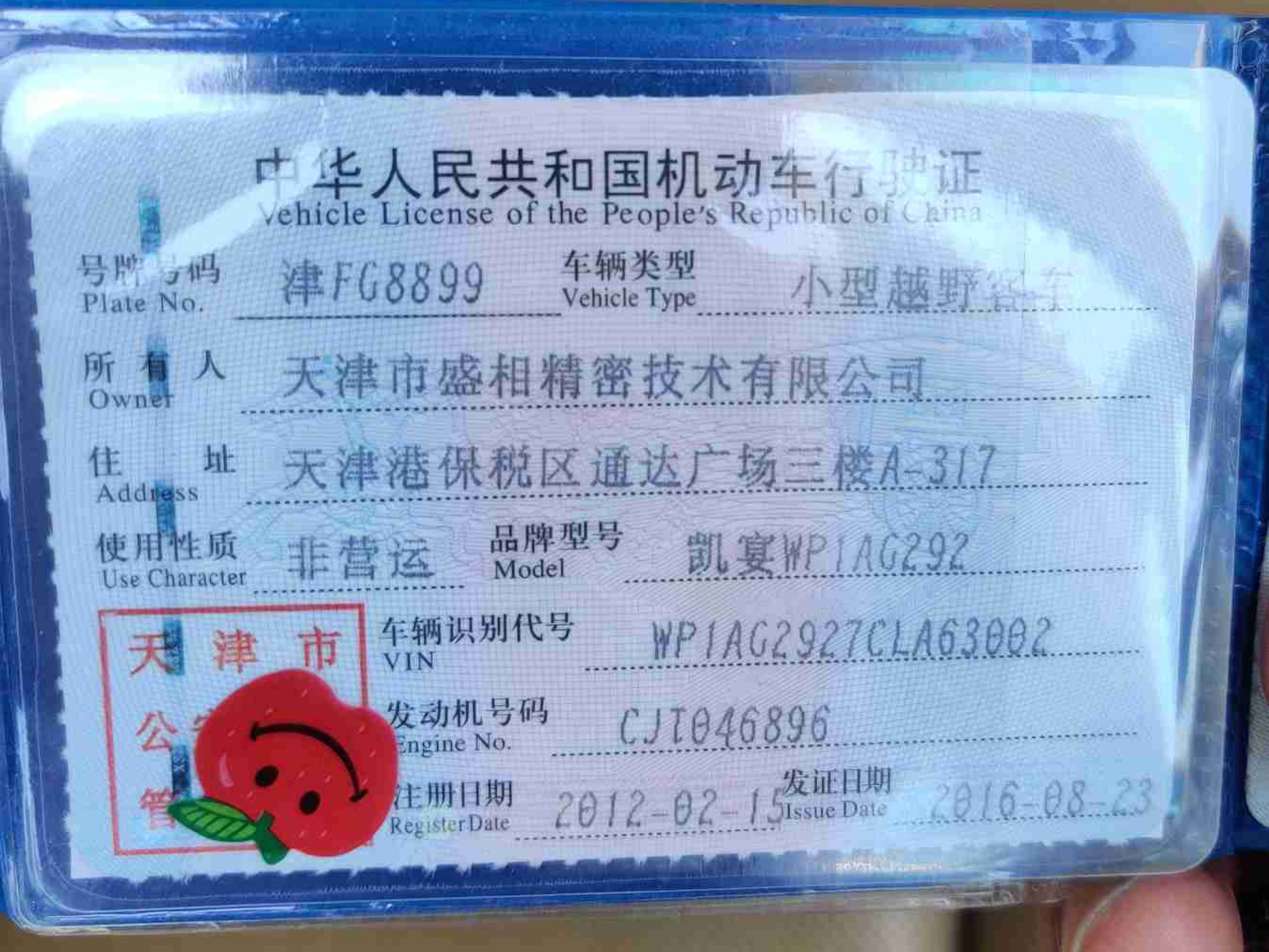 中华人民共和国机动车行驶证
Vehicle License of the People's Republic of China
号牌号码 津FG8899 车辆类型 小型越野客车
Plate No. Vehicle Type
所有人 天津市盛相精密技术有限公司
Owner
住址 天津港保税区通达广场三楼A-317
Address
使用性质 非营运 品牌型号 凯宴WP1AG292
Use Character Model
天津市 车辆识别代号 WP1AG2927CLA63002
VIN
公 发动机号码 CJT046896
Engine No.
管 注册日期 2012-02-15 发证日期 2016-08-23
Register Date Issue Date